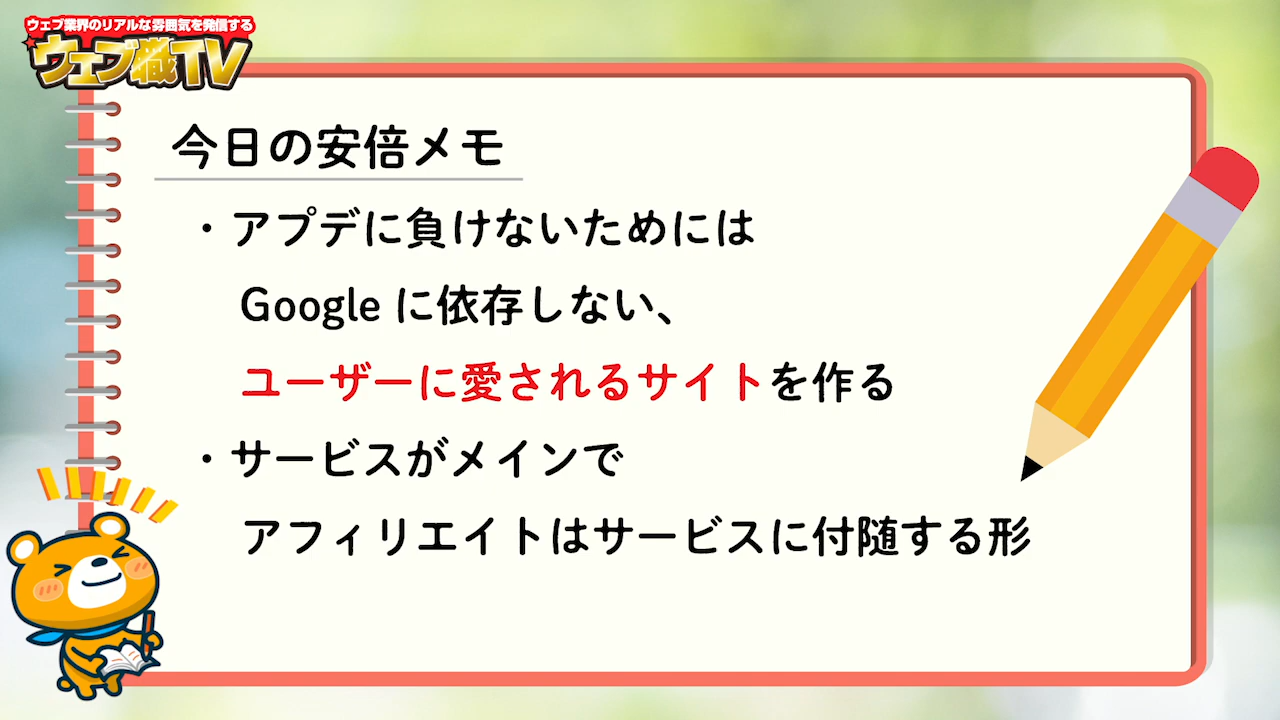 ウェブ業界のリアルな雰囲気を発信する
ウェブ職TV
今日の安倍メモ
・アプデに負けないためには
Google に依存しない、
ユーザーに愛されるサイトを作る
・サービスがメインで
アフィリエイトはサービスに付随する形